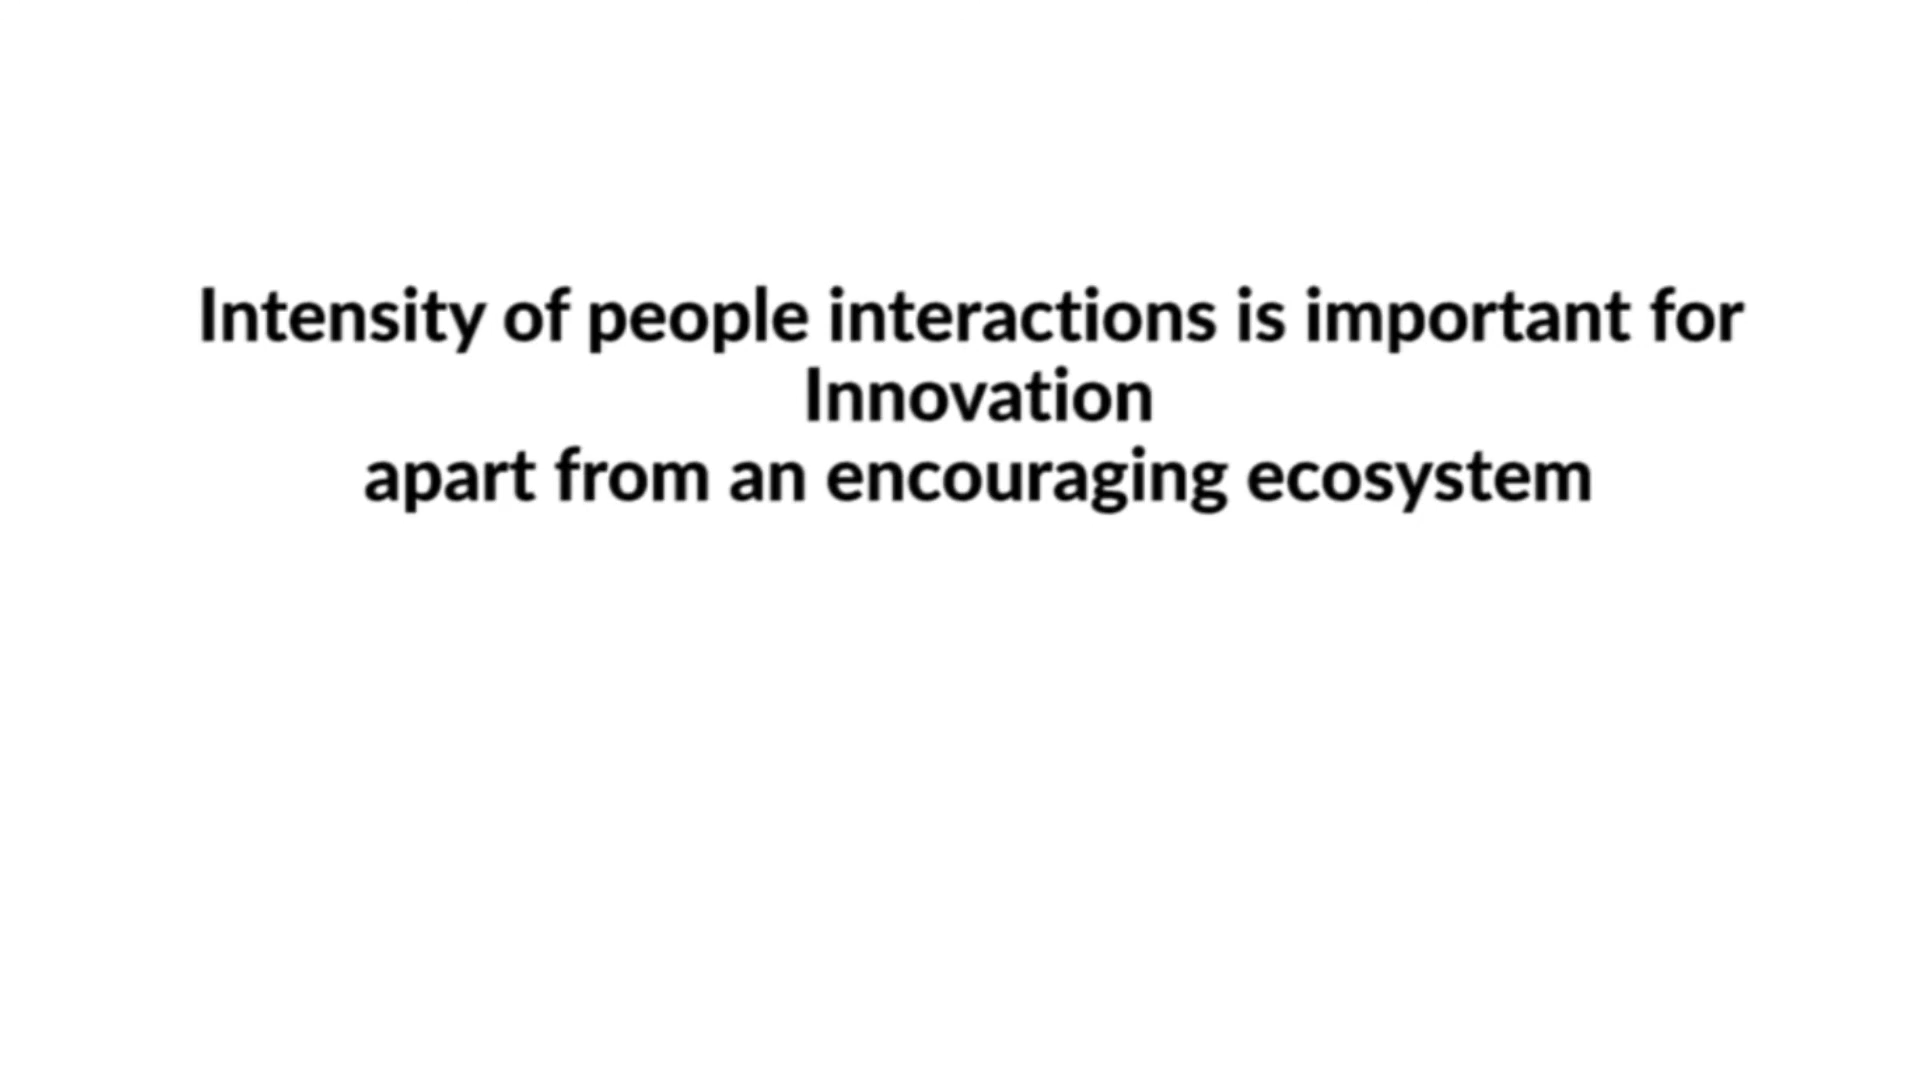 Intensity of people interactions is important for
Innovation
apart from an encouraging ecosystem